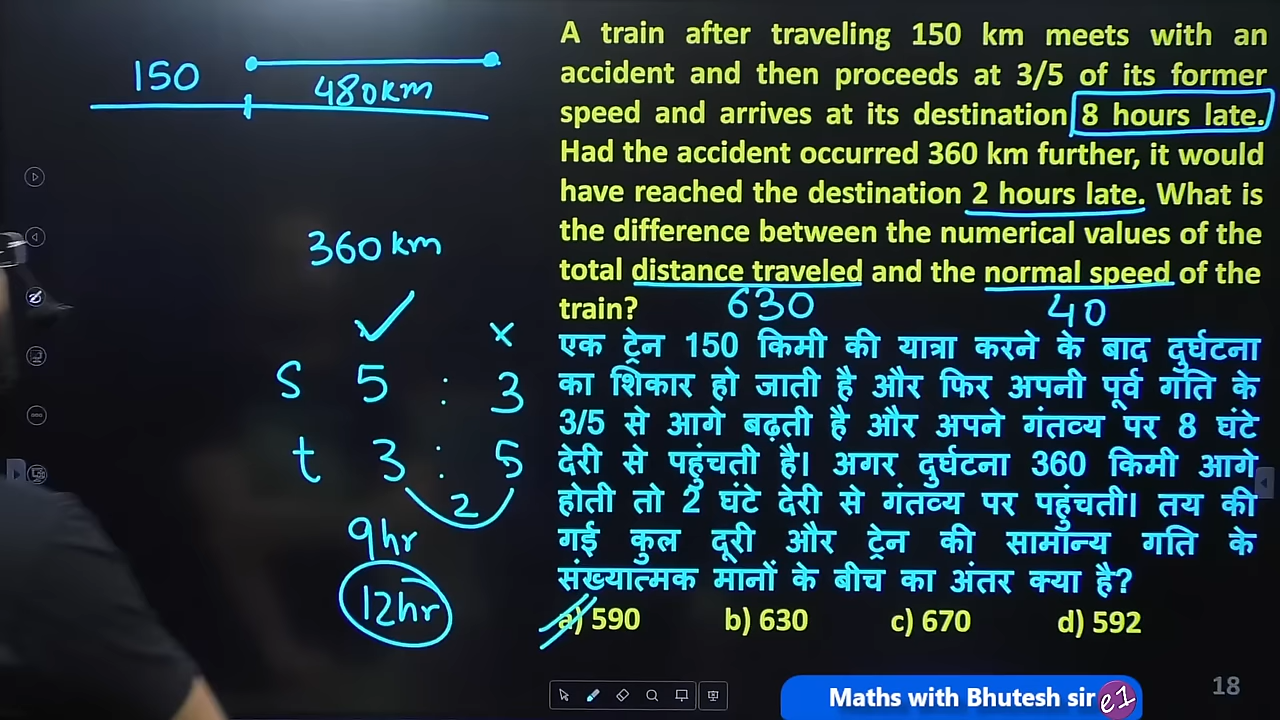 A train after traveling 150 km meets with an
accident and then proceeds at 3/5 of its former
speed and arrives at its destination 8 hours late.
Had the accident occurred 360 km further, it would
have reached the destination 2 hours late. What is
the difference between the numerical values of the
total distance traveled and the normal speed of the
train?
630 40
एक ट्रेन 150 किमी की यात्रा करने के बाद दुर्घटना
का शिकार हो जाती है और फिर अपनी पूर्व गति के
3/5 से आगे बढ़ती है और अपने गंतव्य पर 8 घंटे
देरी से पहुंचती है। अगर दुर्घटना 360 किमी आगे
होती तो 2 घंटे देरी से गंतव्य पर पहुंचती। तय की
गई कुल दूरी और ट्रेन की सामान्य गति के
संख्यात्मक मानों के बीच का अंतर क्या है?
a) 590 b) 630 c) 670 d) 592
150
480km
360km
✓ ×
S 5 : 3
t 3 : 5
2
9hr
12hr
Maths with Bhutesh sir e1
18